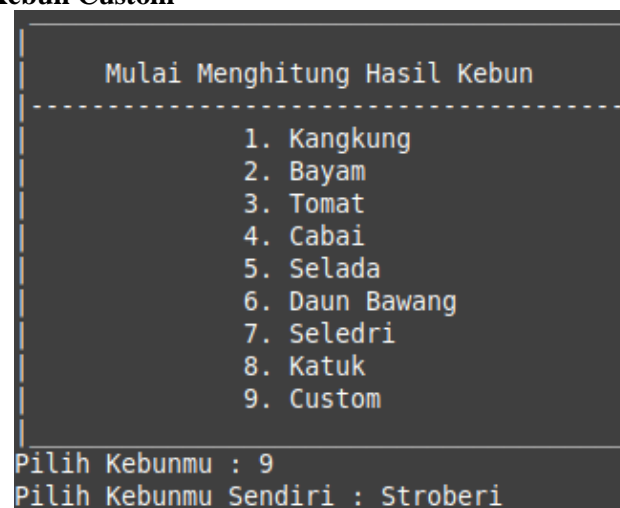 Kebun Custom
Mulai Menghitung Hasil Kebun
1. Kangkung
2. Bayam
3. Tomat
4. Cabai
5. Selada
6. Daun Bawang
7. Seledri
8. Katuk
9. Custom
Pilih Kebunmu : 9
Pilih Kebunmu Sendiri : Stroberi